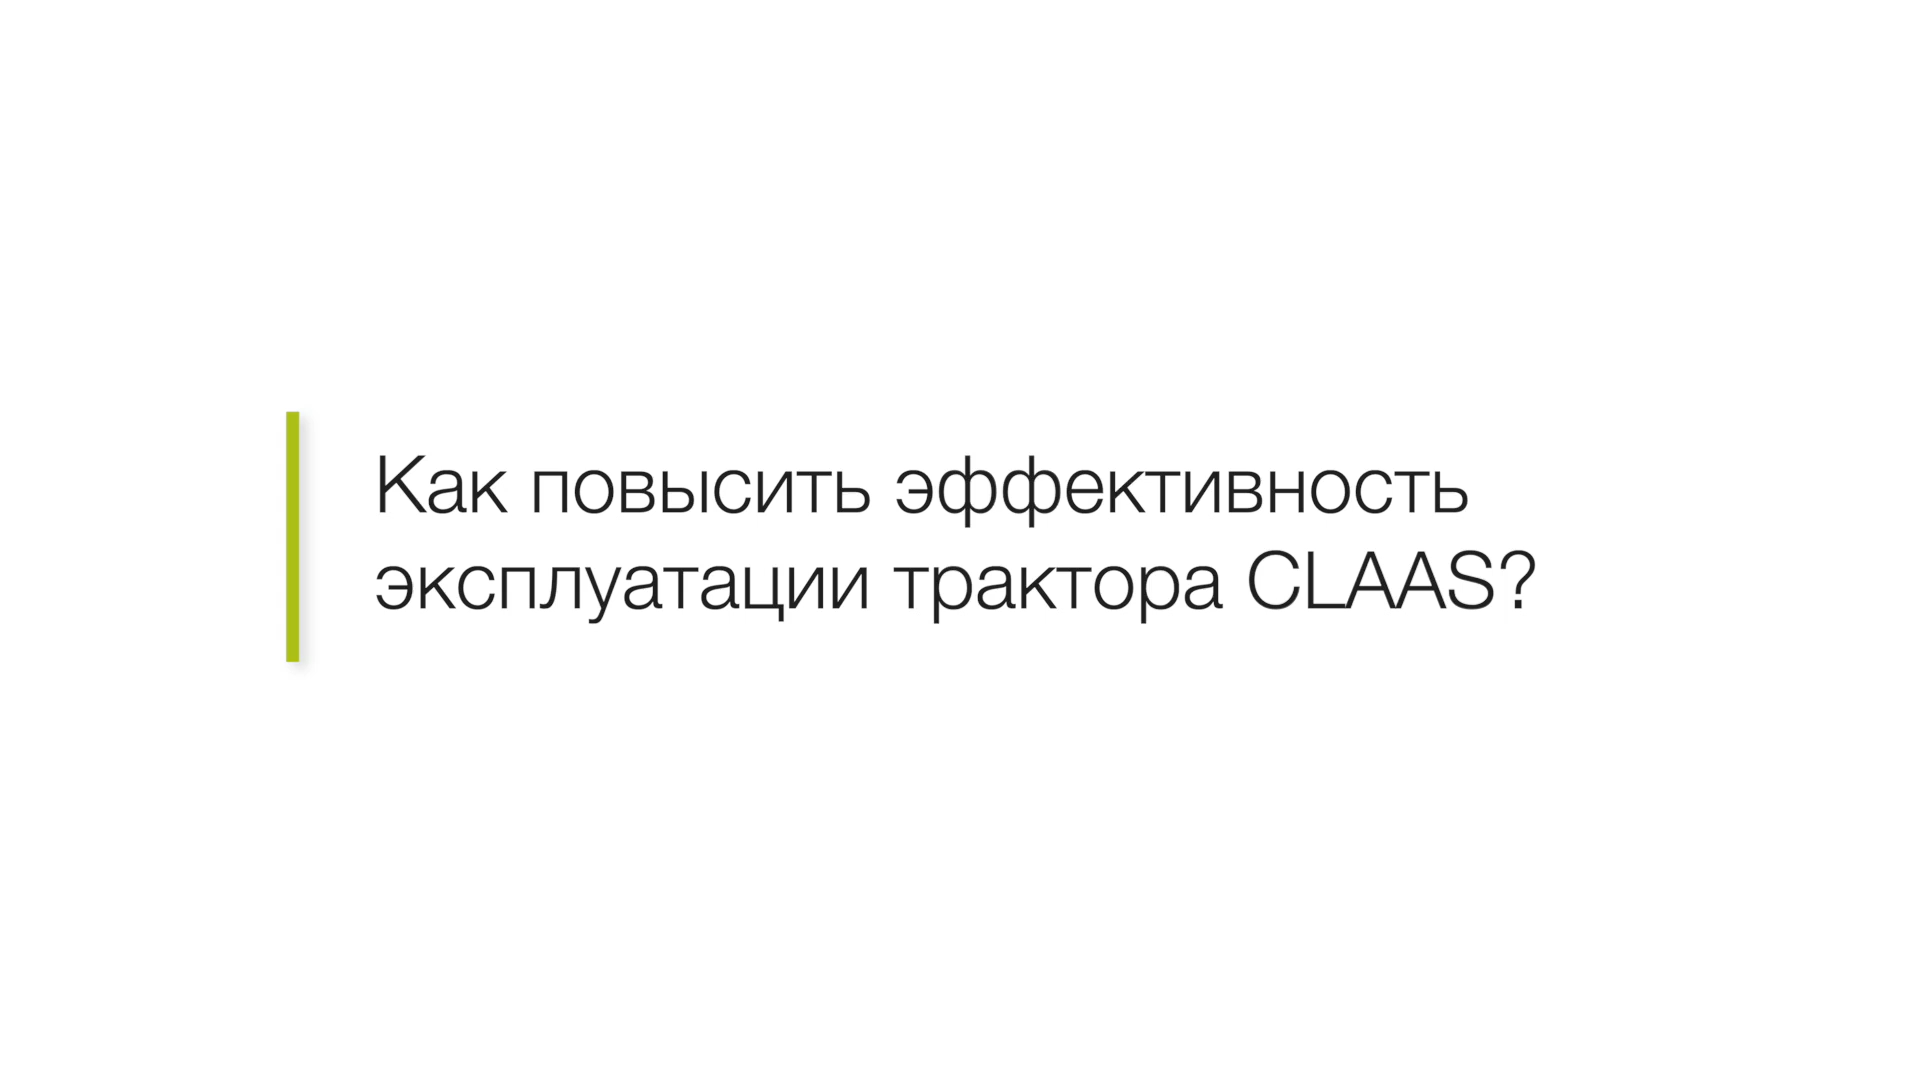 Как повысить эффективность
эксплуатации трактора CLAAS?